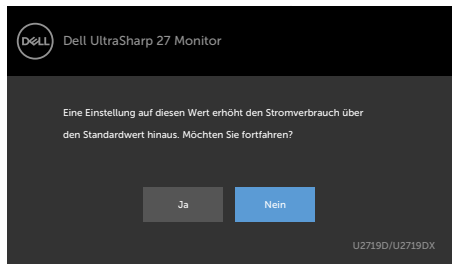 DELL Dell UltraSharp 27 Monitor
Eine Einstellung auf diesen Wert erhöht den Stromverbrauch über
den Standardwert hinaus. Möchten Sie fortfahren?
Ja Nein
U2719D/U2719DX